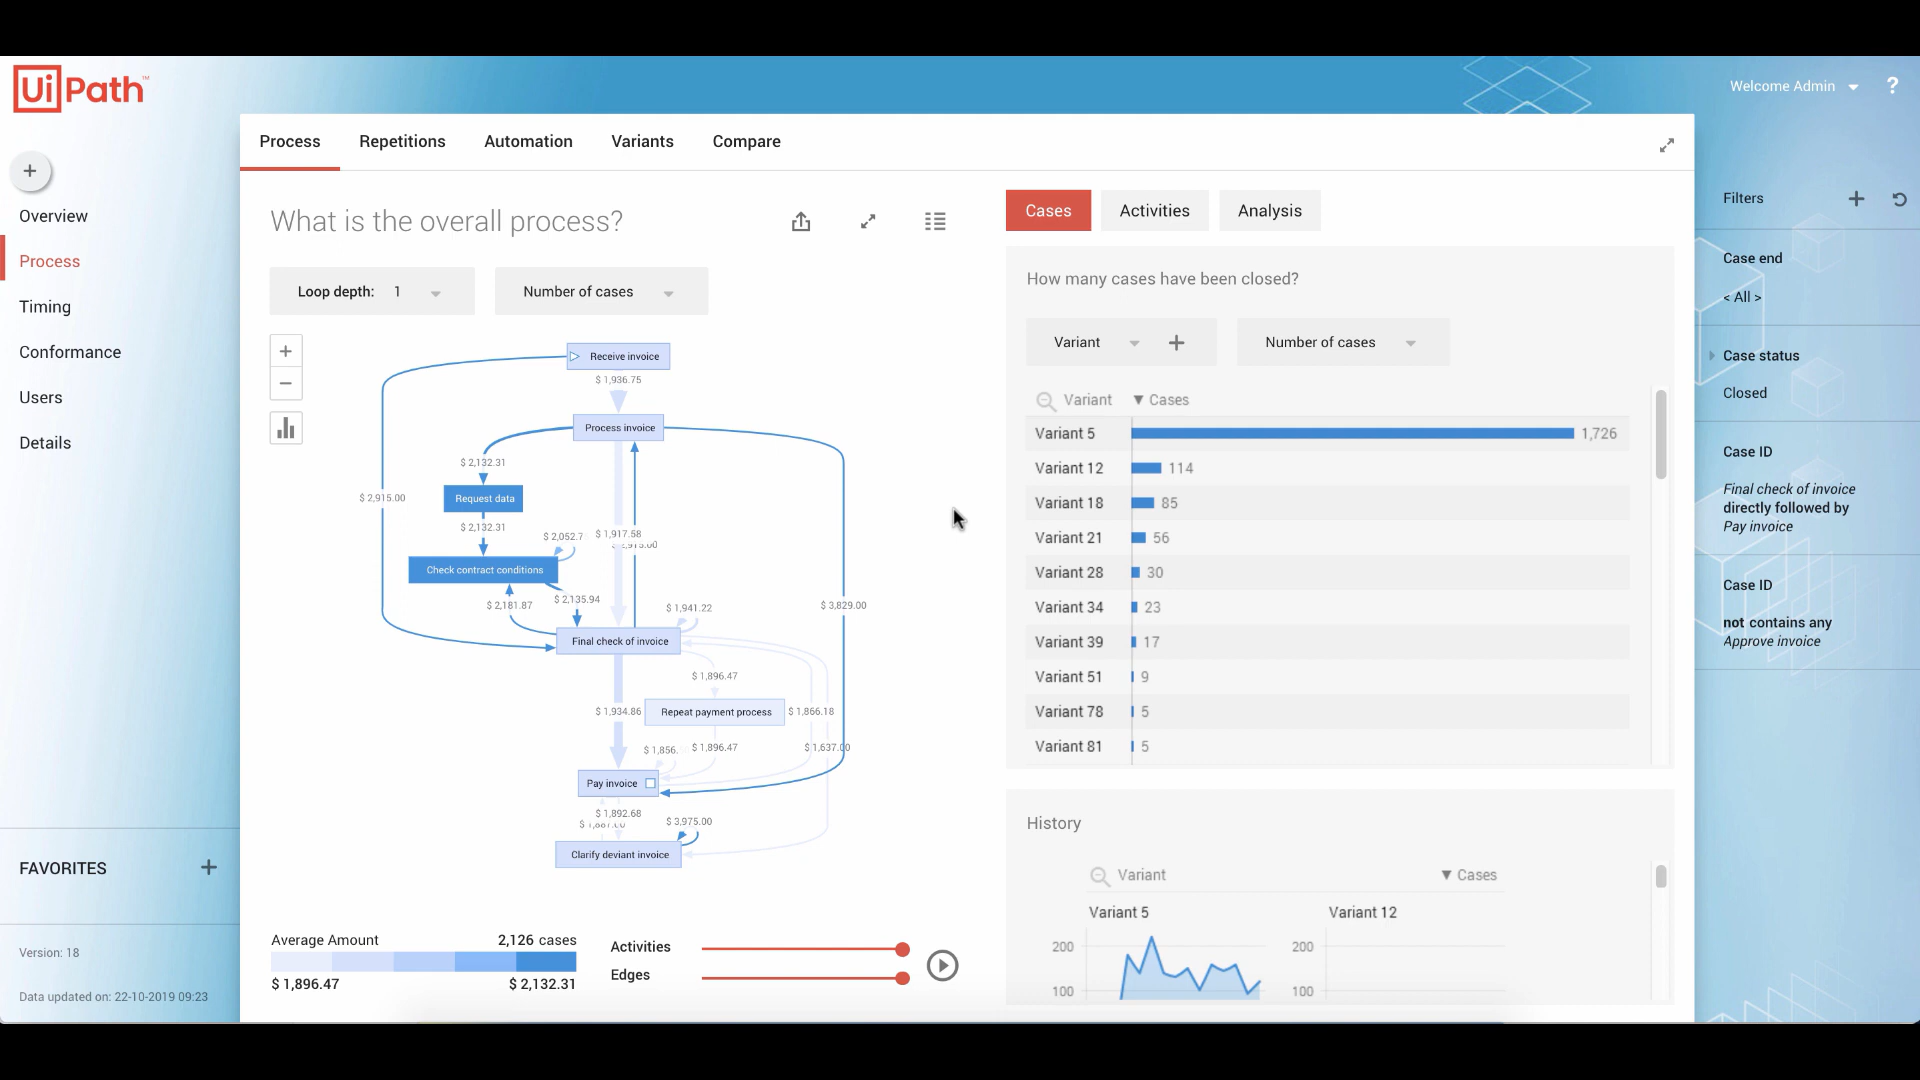 UiPath™
Welcome Admin
?
Process
Repetitions
Automation
Variants
Compare
+
Overview
Process
Timing
Conformance
Users
Details
FAVORITES +
Version: 18
Data updated on: 22-10-2019 09:23
What is the overall process?
Loop depth: 1
Number of cases
+
−
Receive invoice
$ 1,936.75
Process invoice
$ 2,132.31
$ 2,915.00
Request data
$ 2,132.31
$ 2,052.7
$ 1,917.58
Check contract conditions
$ 2,181.87
$ 2,135.94
$ 1,941.22
$ 3,829.00
Final check of invoice
$ 1,896.47
$ 1,934.86
Repeat payment process
$ 1,866.18
$ 1,856.
$ 1,896.47
$ 1,637.00
Pay invoice
$ 1,892.68
$ 3,975.00
Clarify deviant invoice
Average Amount
2,126 cases
$ 1,896.47
$ 2,132.31
Activities
Edges
Cases
Activities
Analysis
How many cases have been closed?
Variant +
Number of cases
Variant ▼ Cases
Variant 5 1,726
Variant 12 114
Variant 18 85
Variant 21 56
Variant 28 30
Variant 34 23
Variant 39 17
Variant 51 9
Variant 78 5
Variant 81 5
History
Variant ▼ Cases
Variant 5
Variant 12
200
100
200
100
Filters +
Case end
< All >
Case status
Closed
Case ID
Final check of invoice
directly followed by
Pay invoice
Case ID
not contains any
Approve invoice